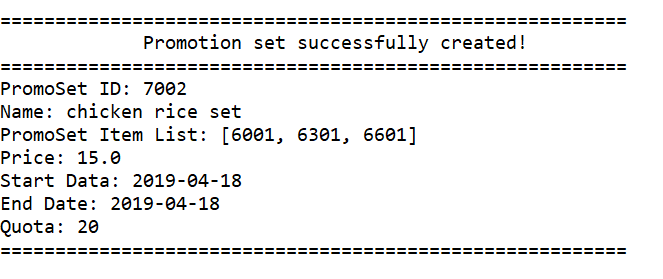 =========================================================
Promotion set successfully created!
=========================================================
PromoSet ID: 7002
Name: chicken rice set
PromoSet Item List: [6001, 6301, 6601]
Price: 15.0
Start Data: 2019-04-18
End Date: 2019-04-18
Quota: 20
=========================================================